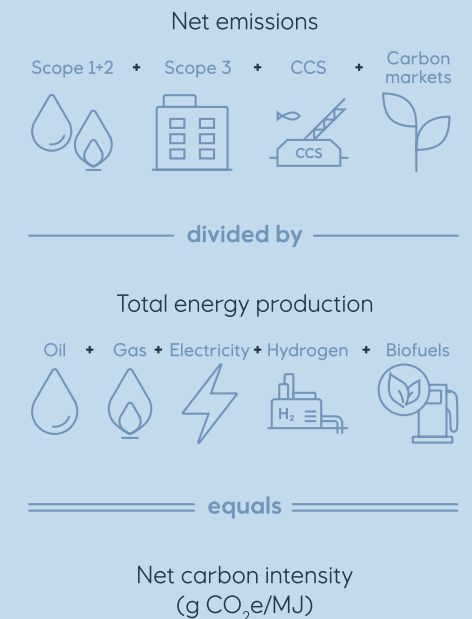 Net emissions
Scope 1+2 + Scope 3 + CCS + Carbon markets
CCS
divided by
Total energy production
Oil + Gas + Electricity + Hydrogen + Biofuels
H₂
equals
Net carbon intensity
(g CO₂e/MJ)